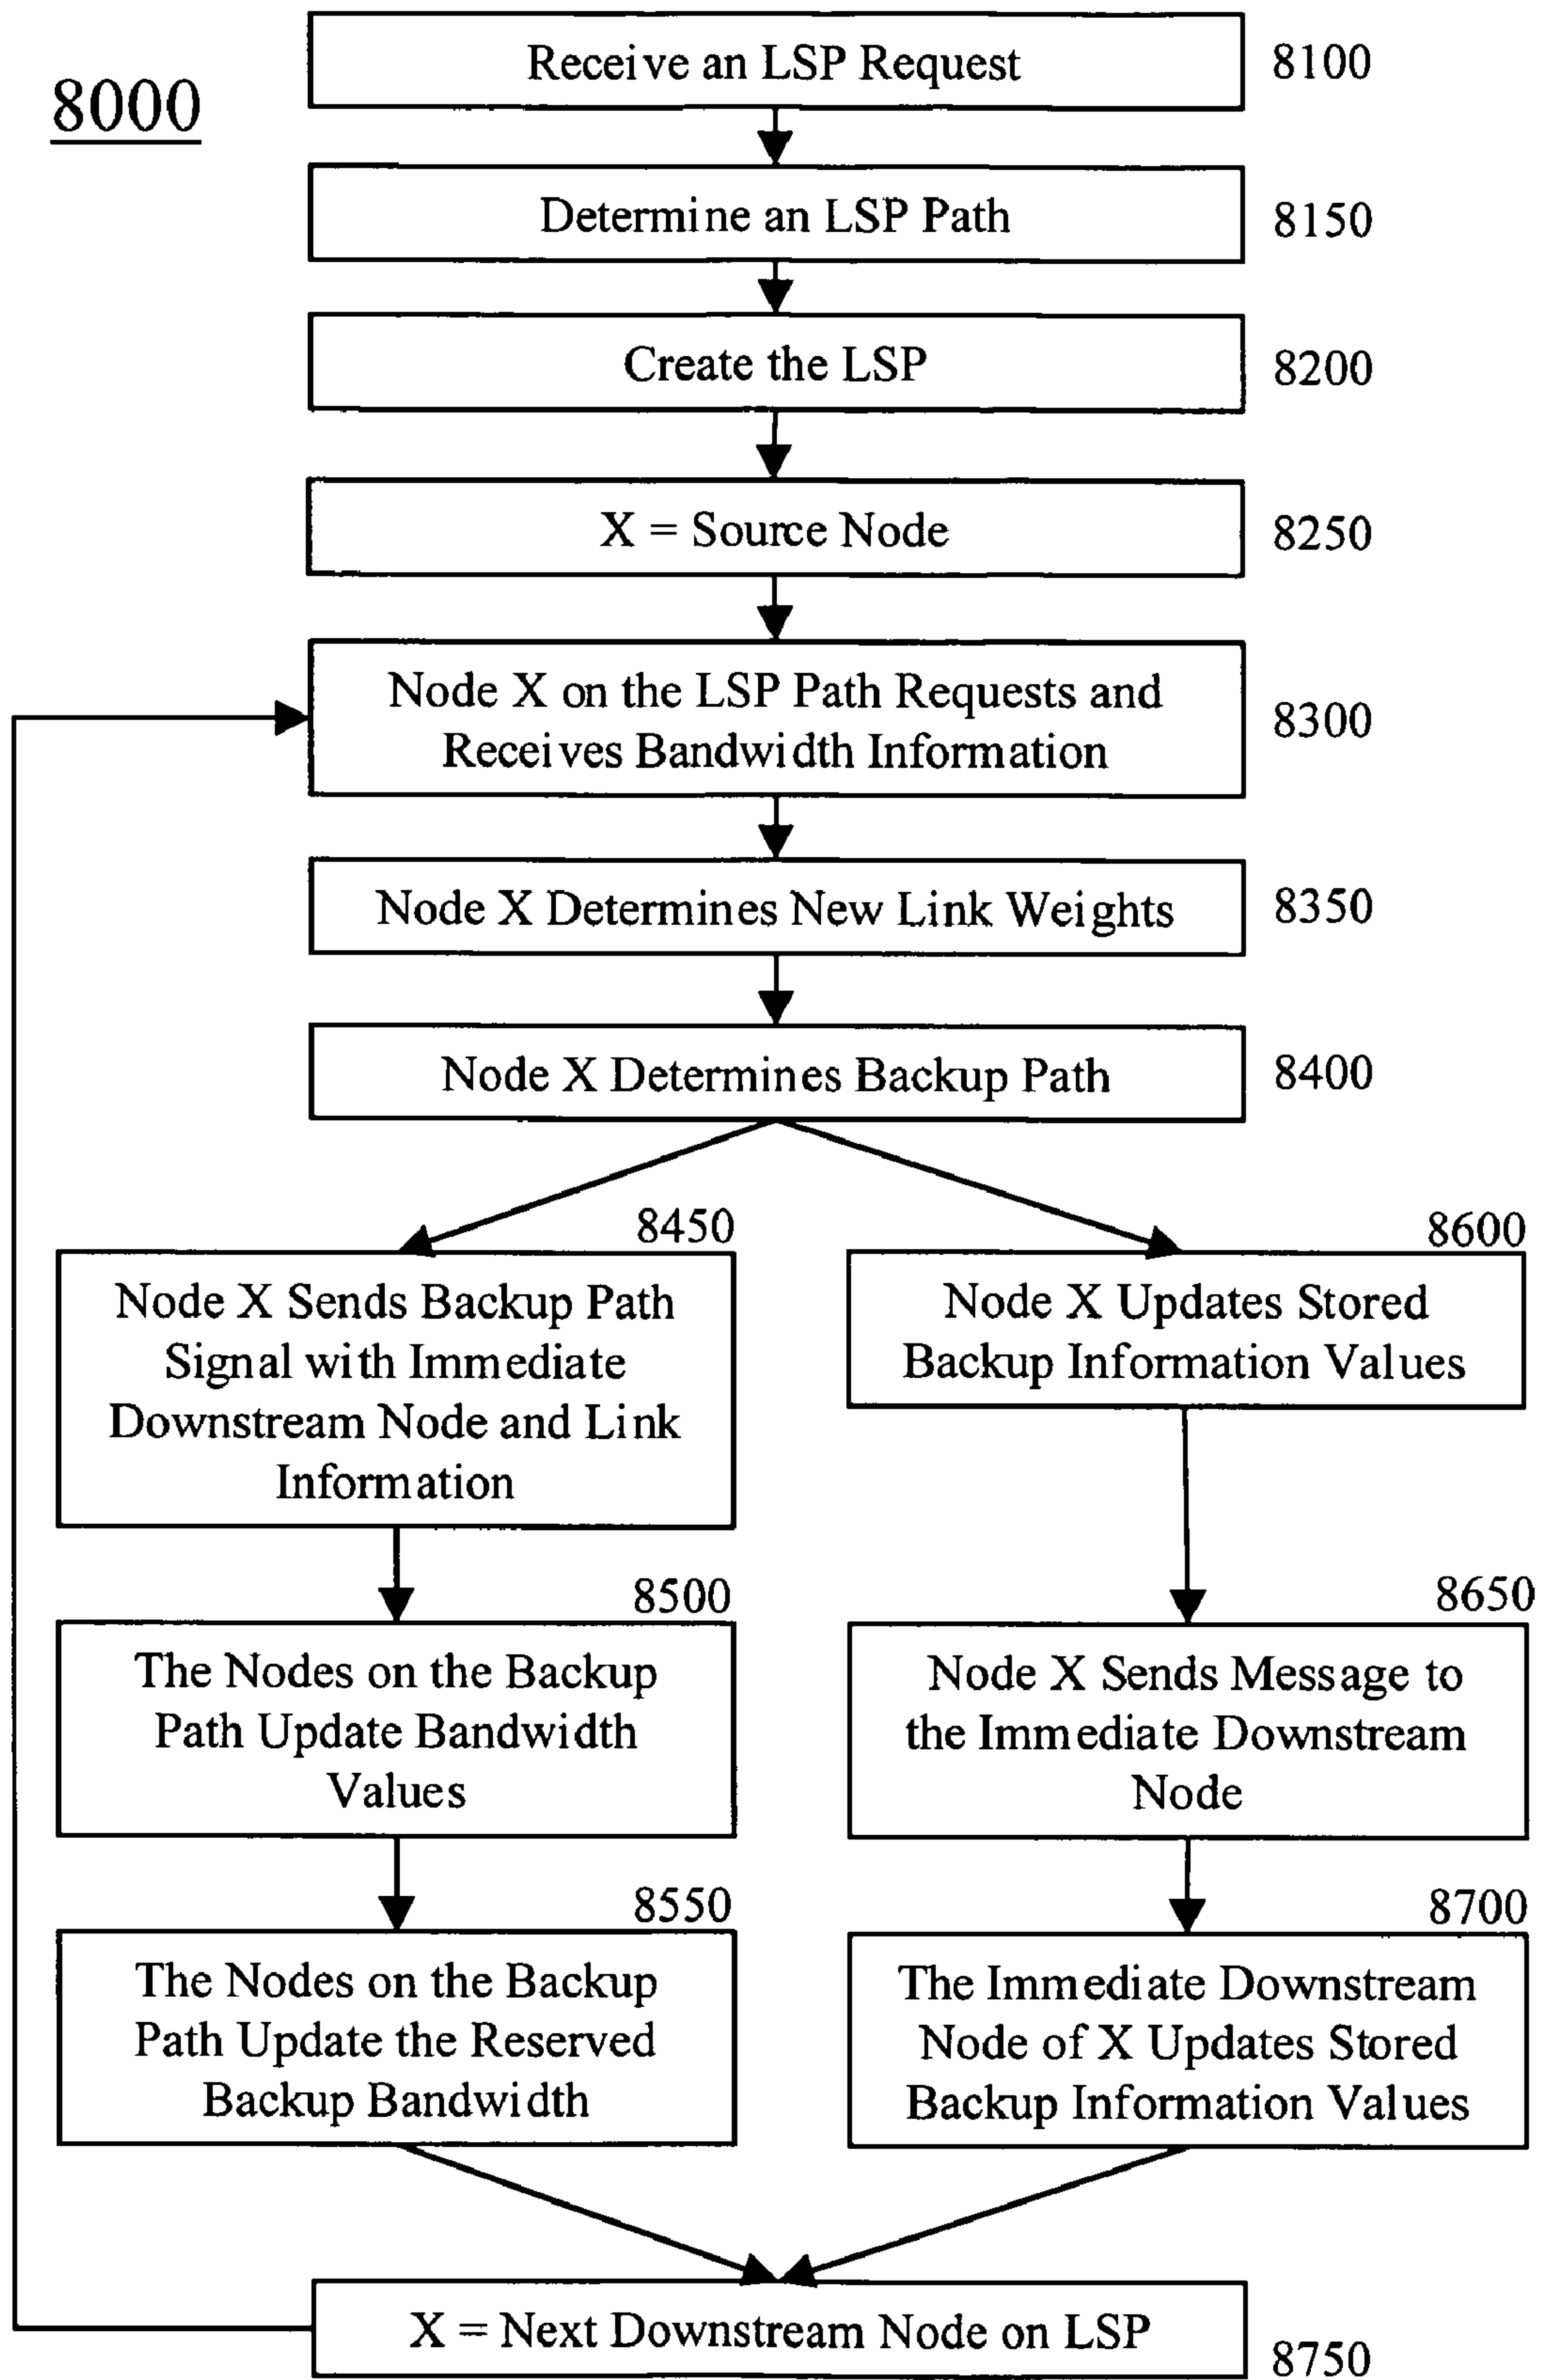 8000
Receive an LSP Request
8100
Determine an LSP Path
8150
Create the LSP
8200
X = Source Node
8250
Node X on the LSP Path Requests and
Receives Bandwidth Information
8300
Node X Determines New Link Weights
8350
Node X Determines Backup Path
8400
8450
Node X Sends Backup Path
Signal with Immediate
Downstream Node and Link
Information
8500
The Nodes on the Backup
Path Update Bandwidth
Values
8550
The Nodes on the Backup
Path Update the Reserved
Backup Bandwidth
8600
Node X Updates Stored
Backup Information Values
8650
Node X Sends Message to
the Immediate Downstream
Node
8700
The Immediate Downstream
Node of X Updates Stored
Backup Information Values
X = Next Downstream Node on LSP
8750